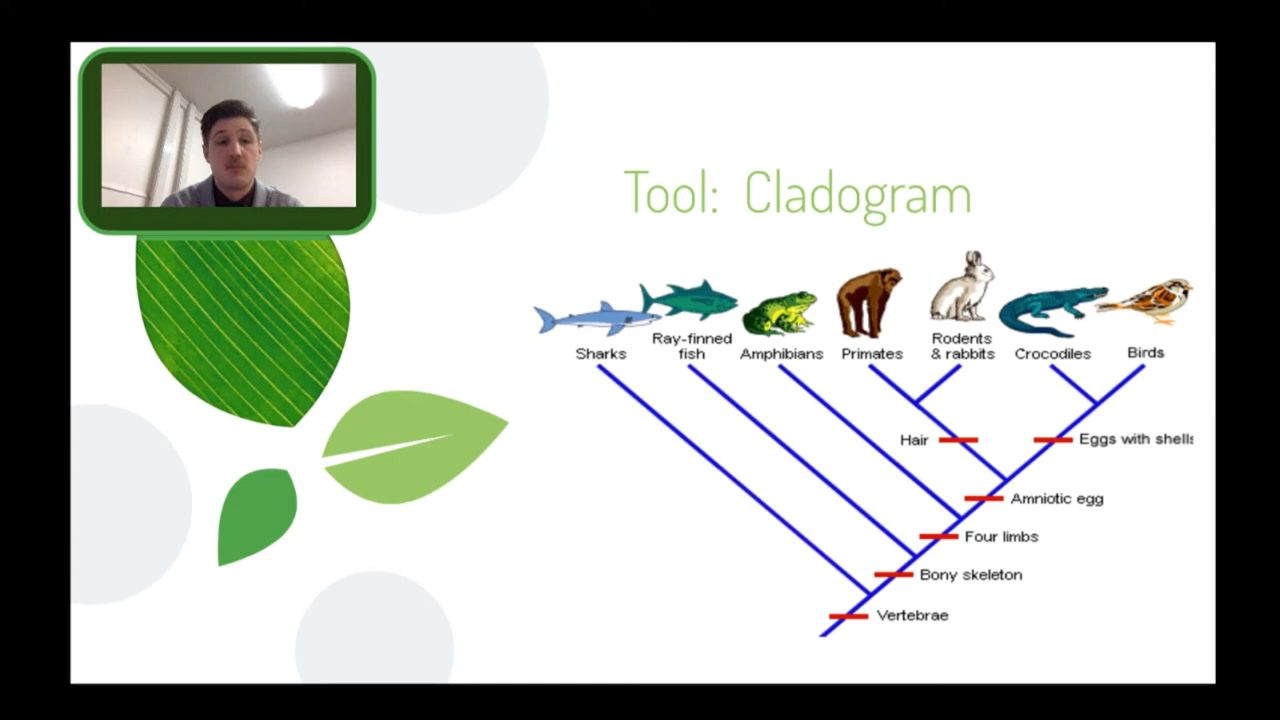 Tool: Cladogram
Sharks
Ray-finned
fish
Amphibians
Primates
Rodents
& rabbits
Crocodiles
Birds
Hair
Eggs with shells
Amniotic egg
Four limbs
Bony skeleton
Vertebrae